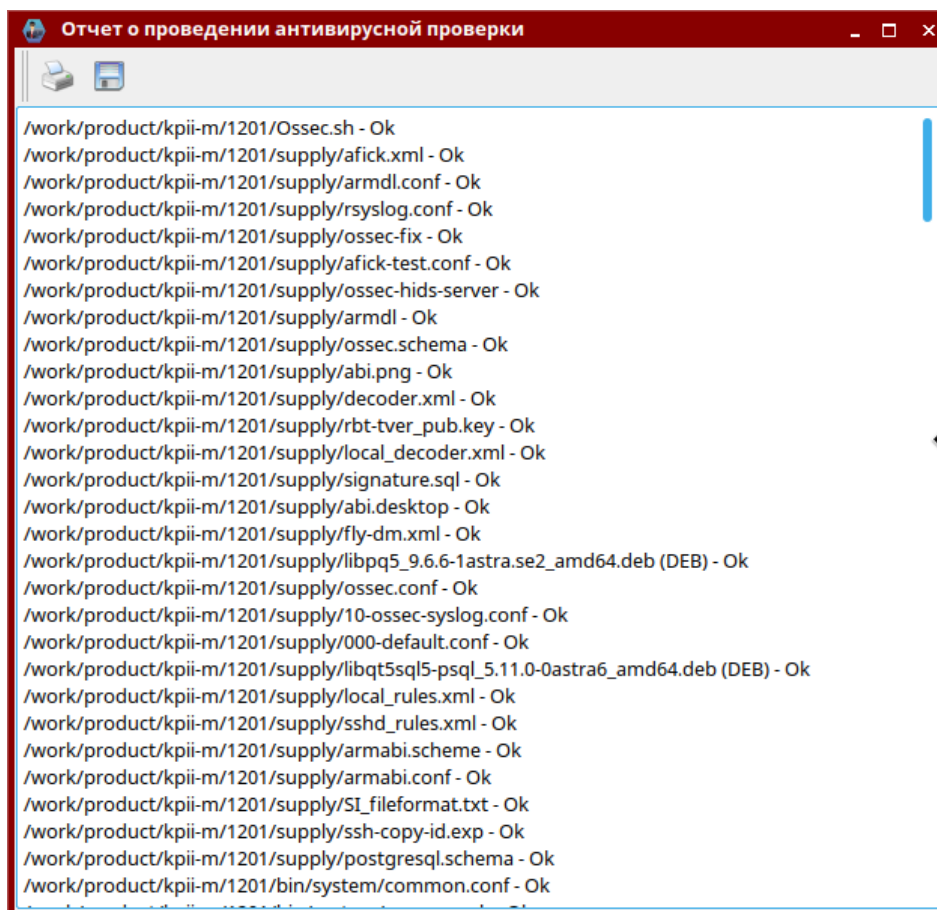 Отчет о проведении антивирусной проверки
/work/product/kpii-m/1201/Ossec.sh - Ok
/work/product/kpii-m/1201/supply/afick.xml - Ok
/work/product/kpii-m/1201/supply/armdl.conf - Ok
/work/product/kpii-m/1201/supply/rsyslog.conf - Ok
/work/product/kpii-m/1201/supply/ossec-fix - Ok
/work/product/kpii-m/1201/supply/afick-test.conf - Ok
/work/product/kpii-m/1201/supply/ossec-hids-server - Ok
/work/product/kpii-m/1201/supply/armdl - Ok
/work/product/kpii-m/1201/supply/ossec.schema - Ok
/work/product/kpii-m/1201/supply/abi.png - Ok
/work/product/kpii-m/1201/supply/decoder.xml - Ok
/work/product/kpii-m/1201/supply/rbt-tver_pub.key - Ok
/work/product/kpii-m/1201/supply/local_decoder.xml - Ok
/work/product/kpii-m/1201/supply/signature.sql - Ok
/work/product/kpii-m/1201/supply/abi.desktop - Ok
/work/product/kpii-m/1201/supply/fly-dm.xml - Ok
/work/product/kpii-m/1201/supply/libpq5_9.6.6-1astra.se2_amd64.deb (DEB) - Ok
/work/product/kpii-m/1201/supply/ossec.conf - Ok
/work/product/kpii-m/1201/supply/10-ossec-syslog.conf - Ok
/work/product/kpii-m/1201/supply/000-default.conf - Ok
/work/product/kpii-m/1201/supply/libqt5sql5-psql_5.11.0-0astra6_amd64.deb (DEB) - Ok
/work/product/kpii-m/1201/supply/local_rules.xml - Ok
/work/product/kpii-m/1201/supply/sshd_rules.xml - Ok
/work/product/kpii-m/1201/supply/armabi.scheme - Ok
/work/product/kpii-m/1201/supply/armabi.conf - Ok
/work/product/kpii-m/1201/supply/SI_fileformat.txt - Ok
/work/product/kpii-m/1201/supply/ssh-copy-id.exp - Ok
/work/product/kpii-m/1201/supply/postgresql.schema - Ok
/work/product/kpii-m/1201/bin/system/common.conf - Ok